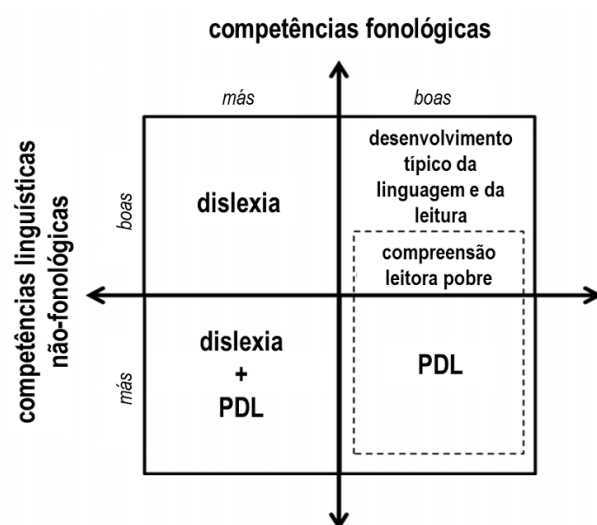 competências fonológicas
más
boas
competências linguísticas
não-fonológicas
boas
más
dislexia
desenvolvimento
típico da
linguagem e da
leitura
compreensão
leitora pobre
dislexia
+
PDL
PDL